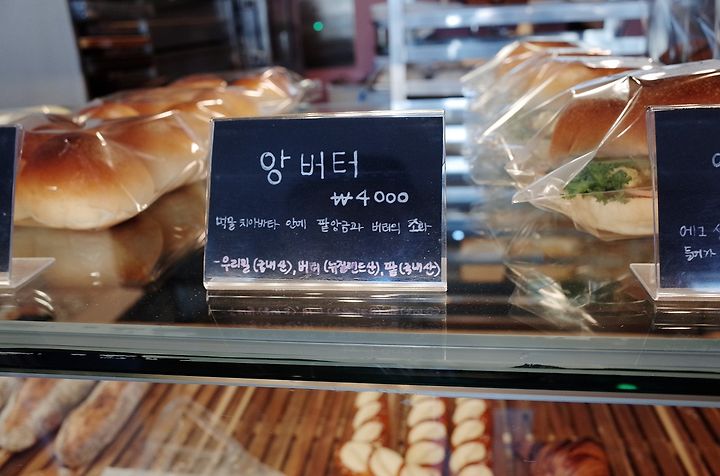 앙버터
₩4000
먹물 치아바타 안에 팥앙금과 버터의 조화
-우리밀(국내산), 버터(뉴질랜드산), 팥(국내산)